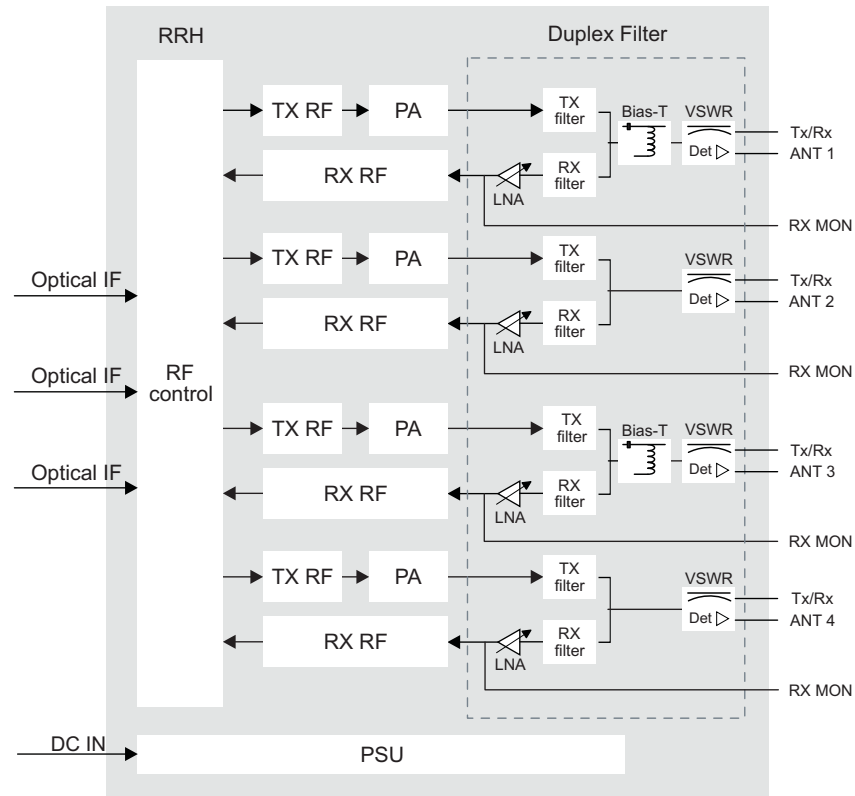 RRH
Duplex Filter
TX RF
PA
TX
filter
Bias-T
VSWR
Det
Tx/Rx
ANT 1
RX RF
LNA
RX
filter
RX MON
TX RF
PA
TX
filter
VSWR
Det
Tx/Rx
ANT 2
RX RF
LNA
RX
filter
RX MON
Optical IF
Optical IF
Optical IF
RF
control
TX RF
PA
TX
filter
Bias-T
VSWR
Det
Tx/Rx
ANT 3
RX RF
LNA
RX
filter
RX MON
TX RF
PA
TX
filter
VSWR
Det
Tx/Rx
ANT 4
RX RF
LNA
RX
filter
RX MON
DC IN
PSU